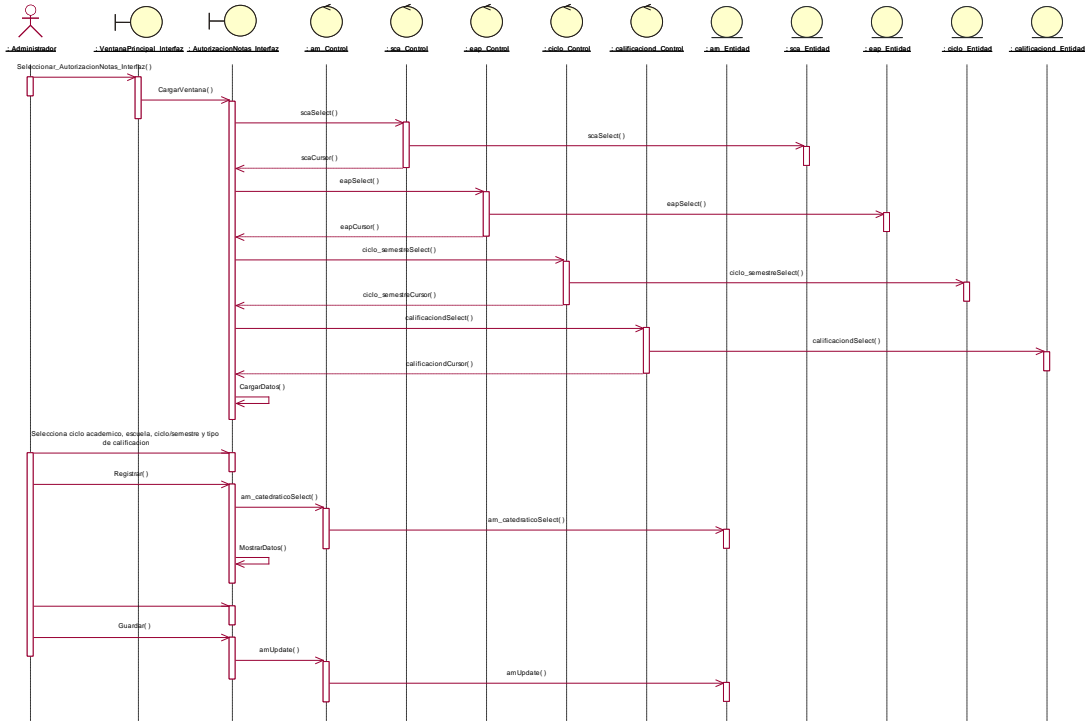 : Administrador
: VentanaPrincipal_Interfaz
: AutorizacionNotas_Interfaz
: am_Control
: sca_Control
: eap_Control
: ciclo_Control
: calificaciond_Control
: am_Entidad
: sca_Entidad
: eap_Entidad
: ciclo_Entidad
: calificaciond_Entidad
Seleccionar_AutorizacionNotas_Interfaz( )
CargarVentana( )
scaSelect( )
scaSelect( )
scaCursor( )
eapSelect( )
eapSelect( )
eapCursor( )
ciclo_semestreSelect( )
ciclo_semestreSelect( )
ciclo_semestreCursor( )
calificaciondSelect( )
calificaciondSelect( )
calificaciondCursor( )
CargarDatos( )
Selecciona ciclo academico, escuela, ciclo/semestre y tipo
de calificacion
Registrar( )
am_catedraticoSelect( )
am_catedraticoSelect( )
MostrarDatos( )
Guardar( )
amUpdate( )
amUpdate( )